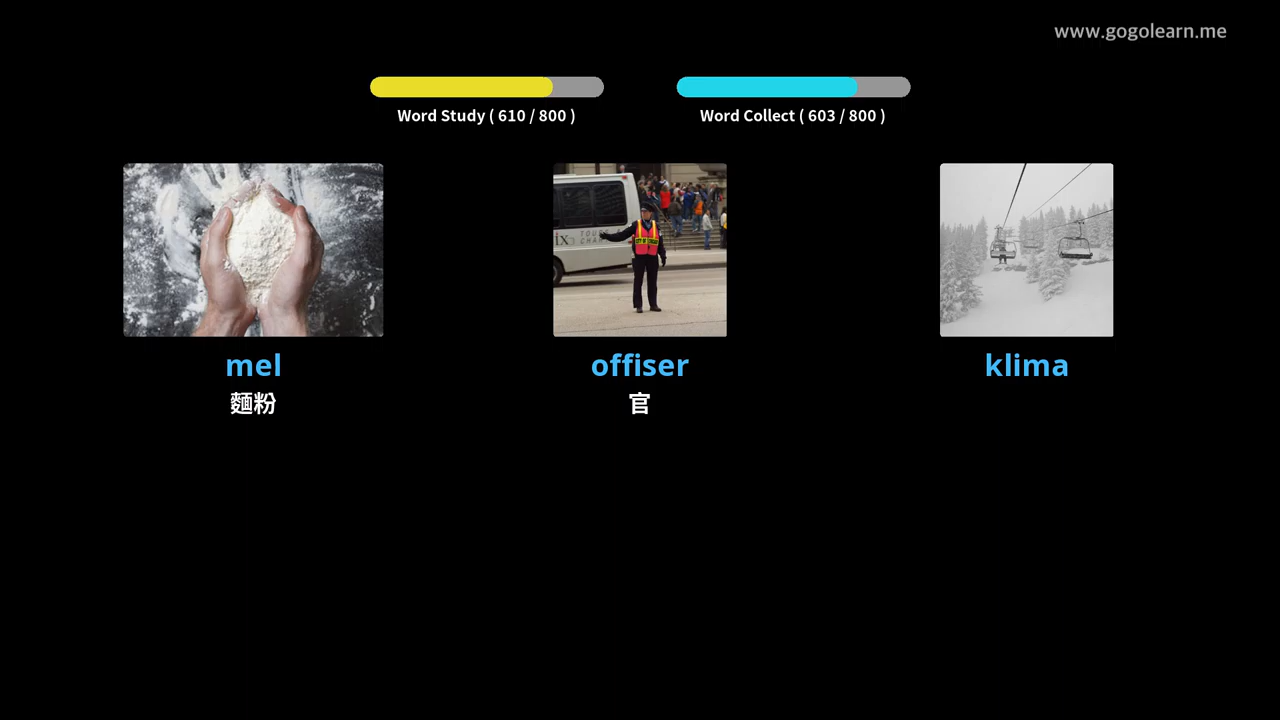 www.gogolearn.me
Word Study ( 610 / 800 )
Word Collect ( 603 / 800 )
mel
offiser
klima
麵粉
官